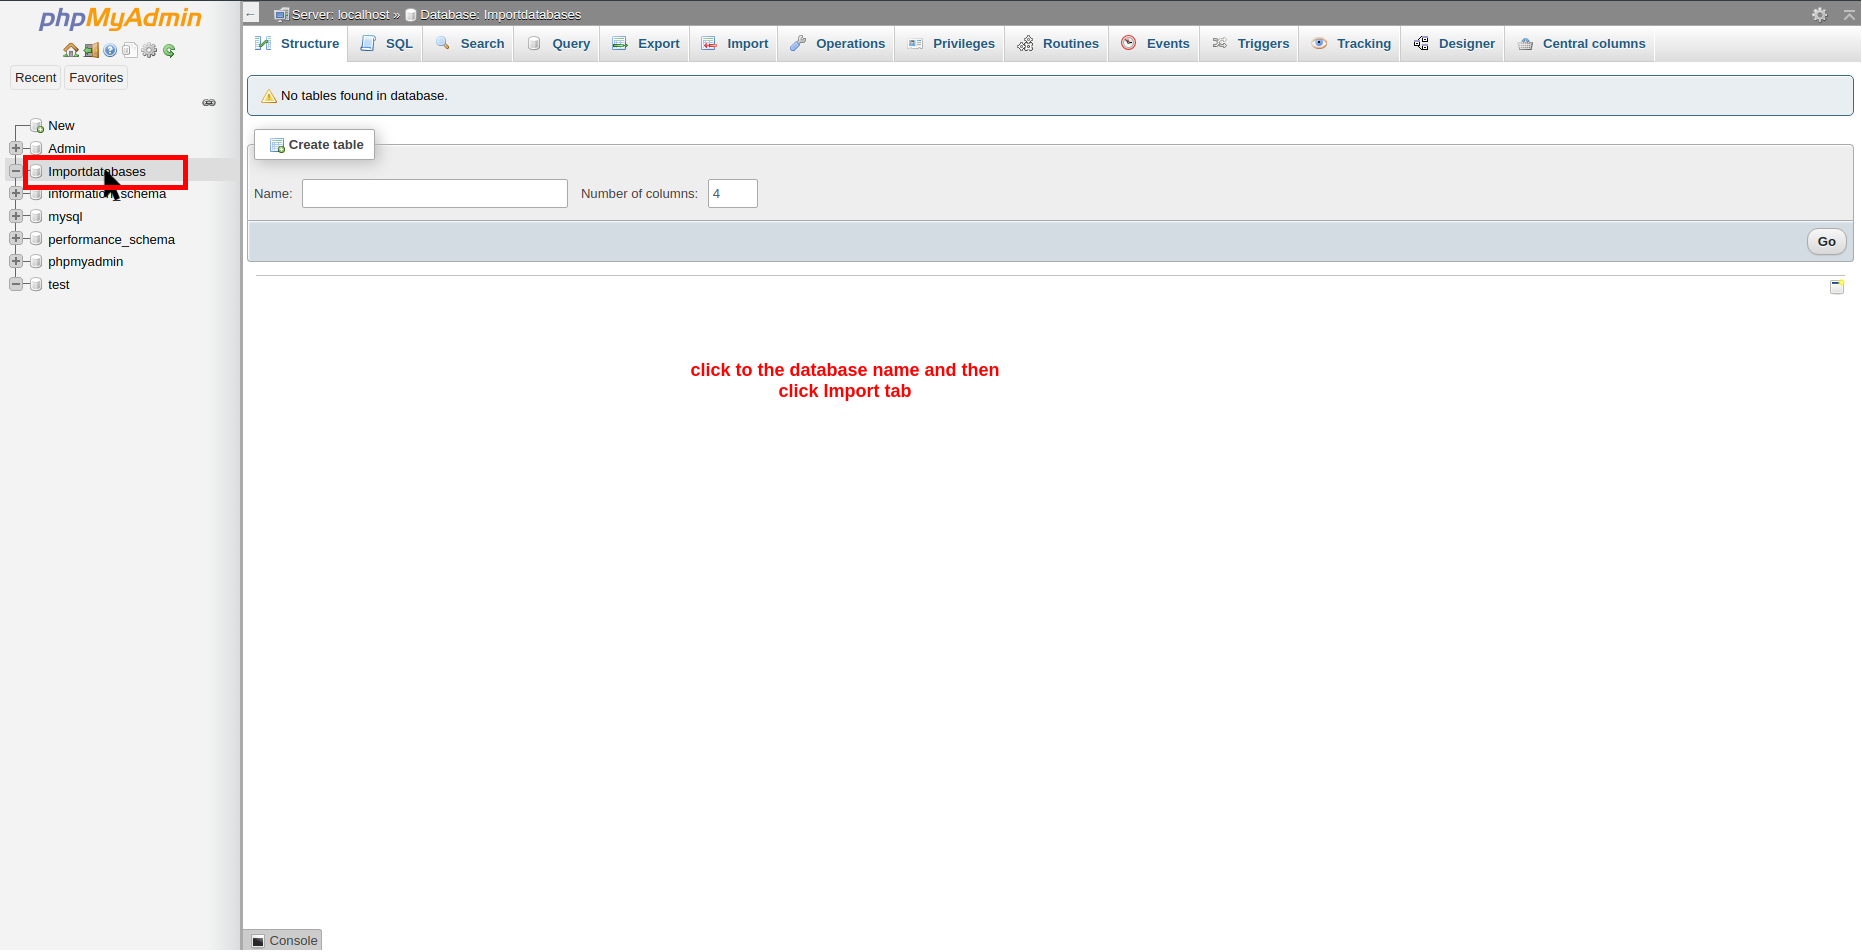 phpMyAdmin
Recent
Favorites
New
Admin
Importdatabases
information_schema
mysql
performance_schema
phpmyadmin
test
Server: localhost » Database: Importdatabases
Structure
SQL
Search
Query
Export
Import
Operations
Privileges
Routines
Events
Triggers
Tracking
Designer
Central columns
No tables found in database.
Create table
Name:
Number of columns: 4
Go
click to the database name and then
click Import tab
Console